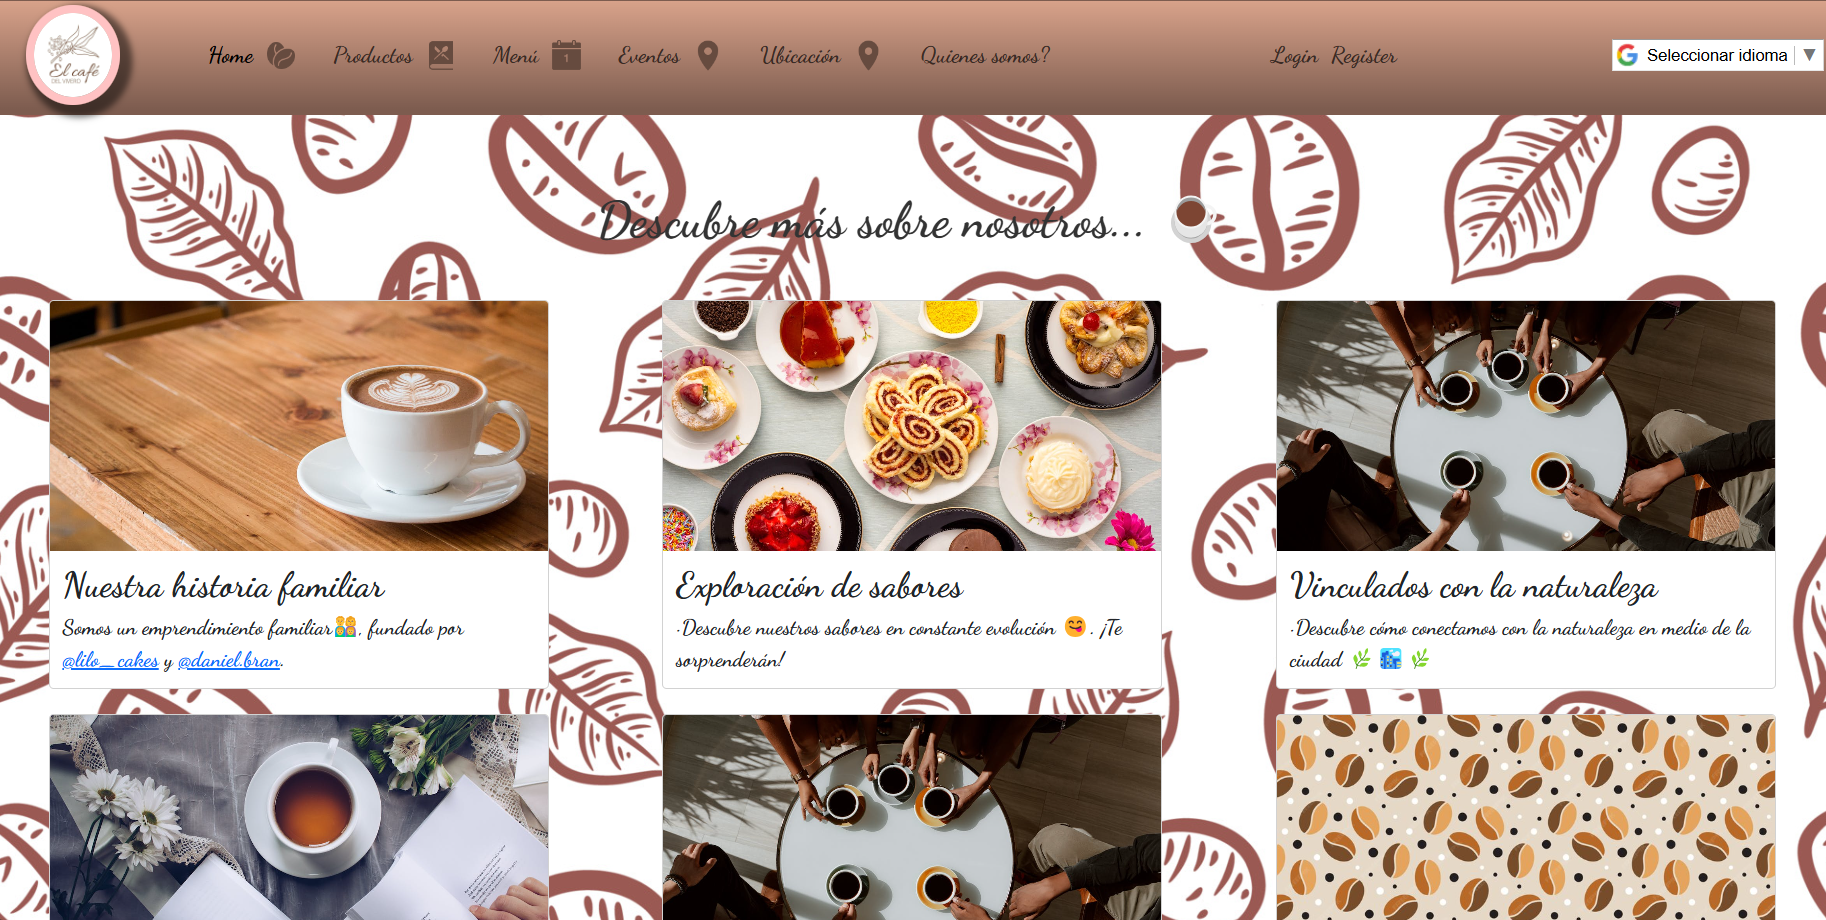 El café
DEL VIVERO
Home Productos Menú 1 Eventos Ubicación Quienes somos? Login Register Seleccionar idioma ▼
Descubre más sobre nosotros...
Nuestra historia familiar
Somos un emprendimiento familiar👨‍👩‍👧‍👦, fundado por
@lilo_cakes y @daniel.bran.
Exploración de sabores
·Descubre nuestros sabores en constante evolución 😋. ¡Te
sorprenderán!
Vinculados con la naturaleza
·Descubre cómo conectamos con la naturaleza en medio de la
ciudad 🌿 🏙️ 🌿